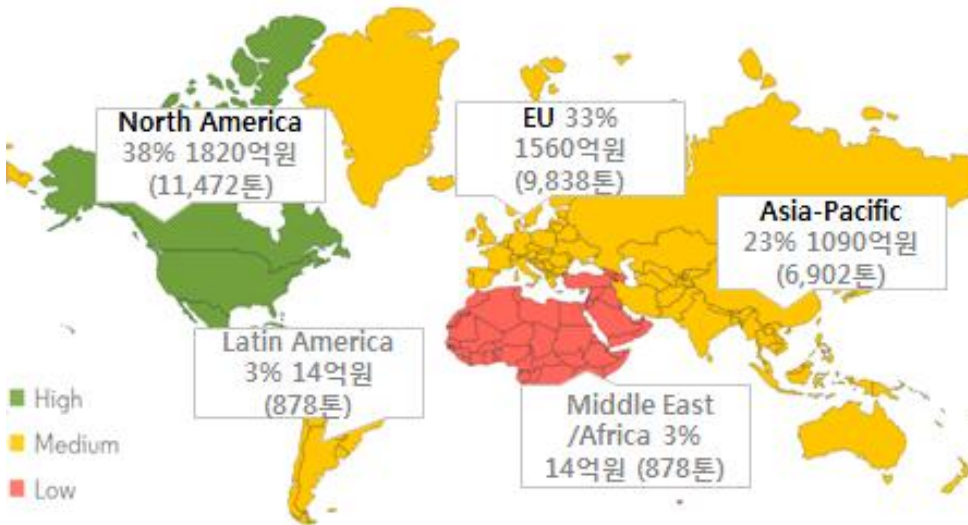 North America
38% 1820억원
(11,472톤)
EU 33%
1560억원
(9,838톤)
Asia-Pacific
23% 1090억원
(6,902톤)
Latin America
3% 14억원
(878톤)
Middle East
/Africa 3%
14억원 (878톤)
High
Medium
Low